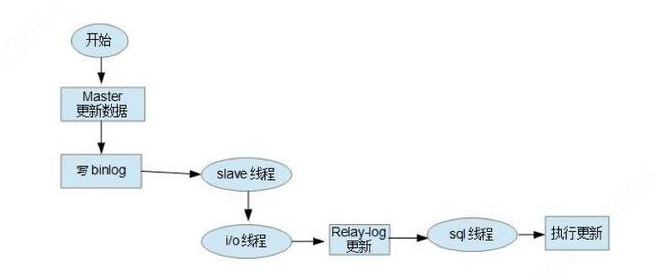 开始
Master
更新数据
写 binlog
slave 线程
i/o 线程
Relay-log
更新
sql 线程
执行更新